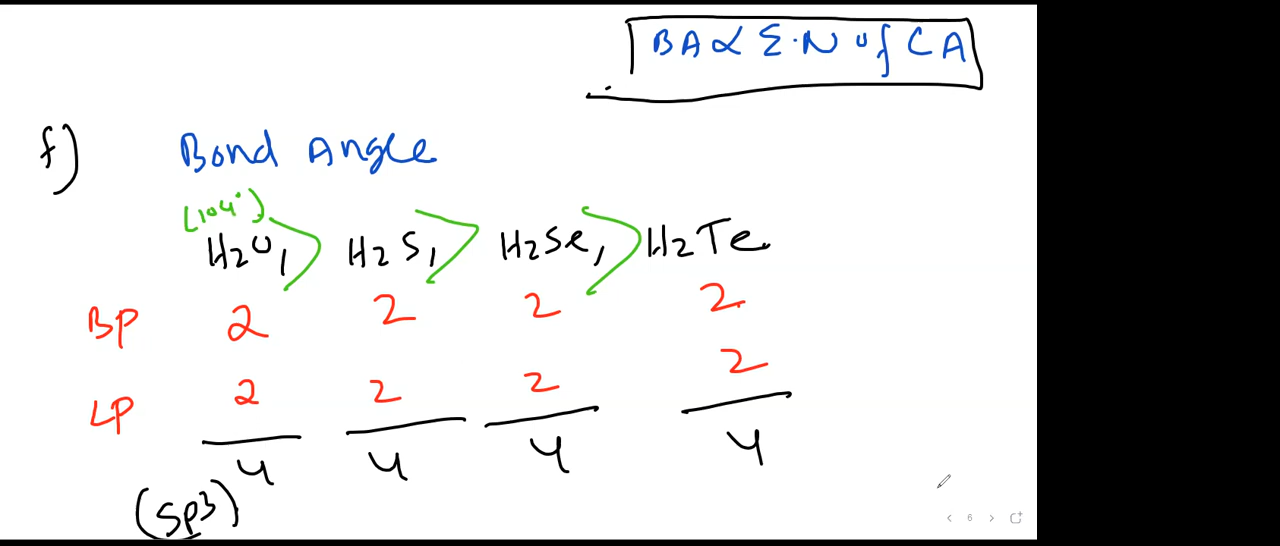 BA ∝ E.N of CA
f) Bond Angle
(104°)
H2O, > H2S, > H2Se, > H2Te
BP 2 2 2 2
LP 2 2 2 2
4 4 4 4
(sp3)
< 6 >